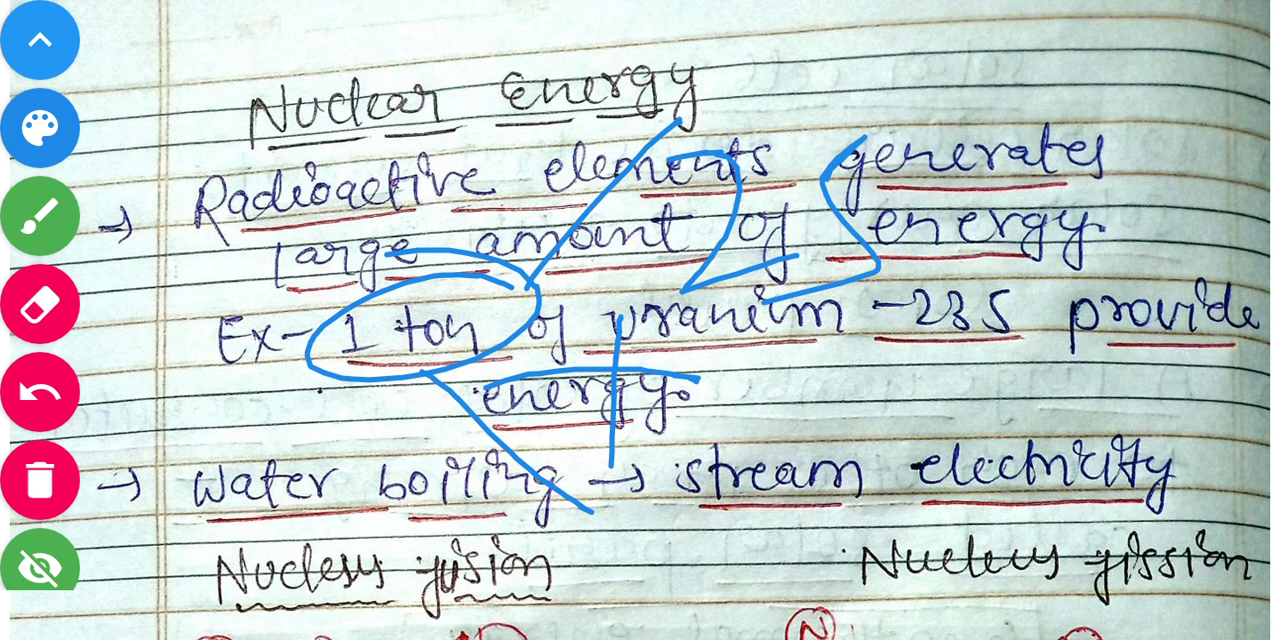 Nuclear Energy
→ Radioactive elements generates
large amount of energy.
Ex- 1 ton of uranium -235 provide
energy.
→ Water boiling → stream electricity
Nucleus fusion Nucleus fission
N